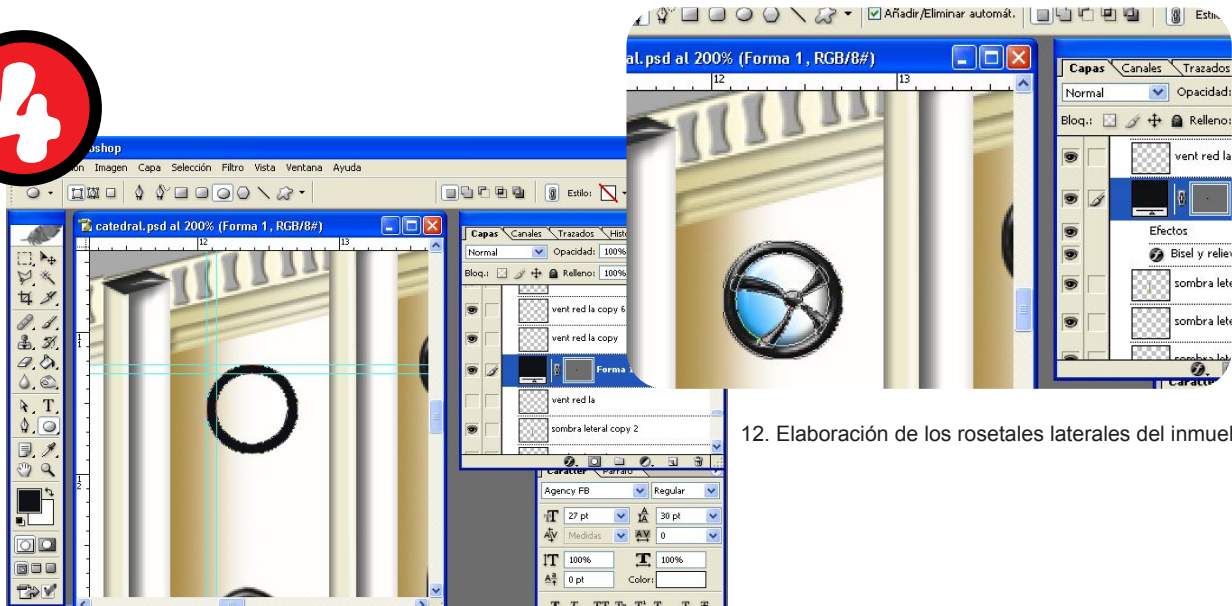 4
Añadir/Eliminar automát.
al.psd al 200% (Forma 1, RGB/8#)
12 13
Capas Canales Trazados
Normal Opacidad:
Bloq.: Relleno:
vent red la
Efectos
Bisel y reliev
sombra lete
sombra lete
oshop
Imagen Capa Selección Filtro Vista Ventana Ayuda
Estilo:
catedral.psd al 200% (Forma 1, RGB/8#)
12 13
Capas Canales Trazados Histo
Normal Opacidad: 100%
Bloq.: Relleno: 100%
vent red la copy 6
vent red la copy
Forma 1
vent red la
sombra leteral copy 2
Carácter Párrafo
Agency FB Regular
27 pt 30 pt
Medidas 0
100% 100%
0 pt Color:
12. Elaboración de los rosetales laterales del inmuel